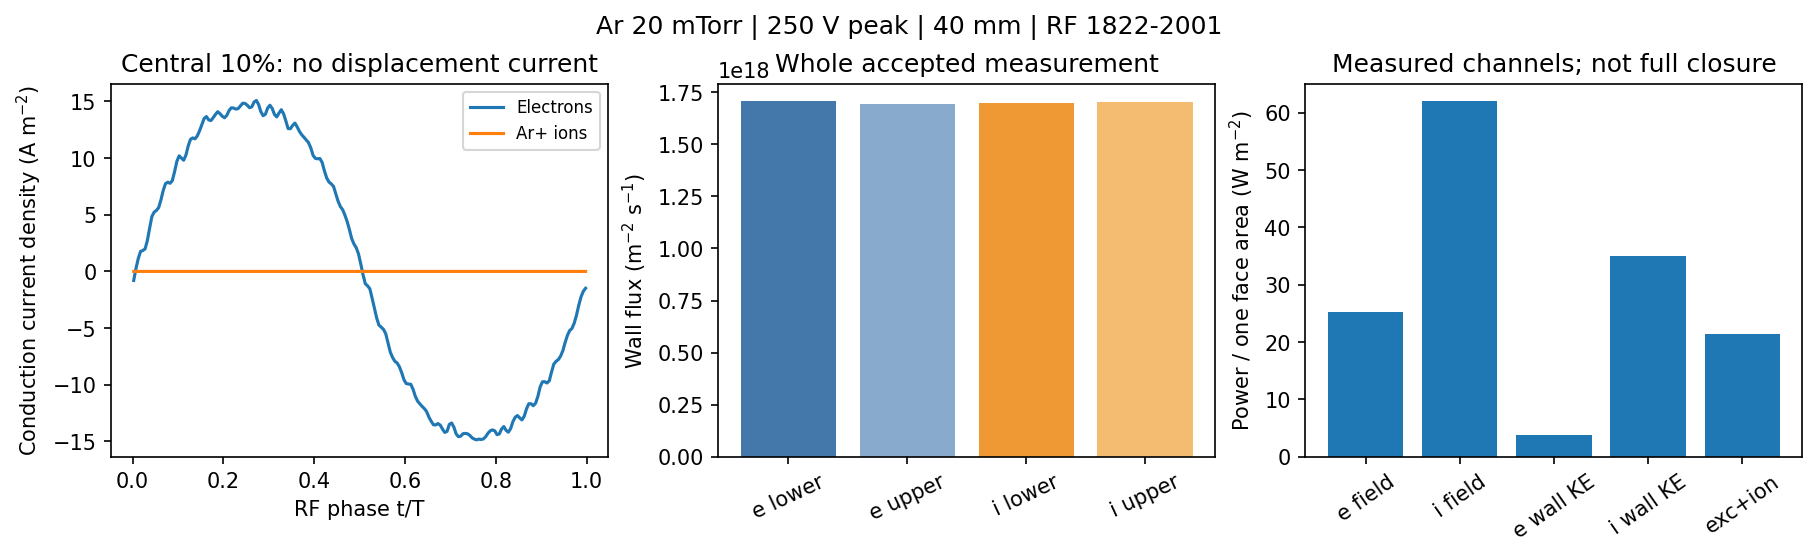 Ar 20 mTorr | 250 V peak | 40 mm | RF 1822-2001
Central 10%: no displacement current
Conduction current density (A m⁻²)
15
10
5
0
−5
−10
−15
Electrons
Ar+ ions
0.0 0.2 0.4 0.6 0.8 1.0
RF phase t/T
Whole accepted measurement
1e18
Wall flux (m⁻² s⁻¹)
1.75
1.50
1.25
1.00
0.75
0.50
0.25
0.00
e lower e upper i lower i upper
Measured channels; not full closure
Power / one face area (W m⁻²)
60
50
40
30
20
10
0
e field i field e wall KE i wall KE exc+ion